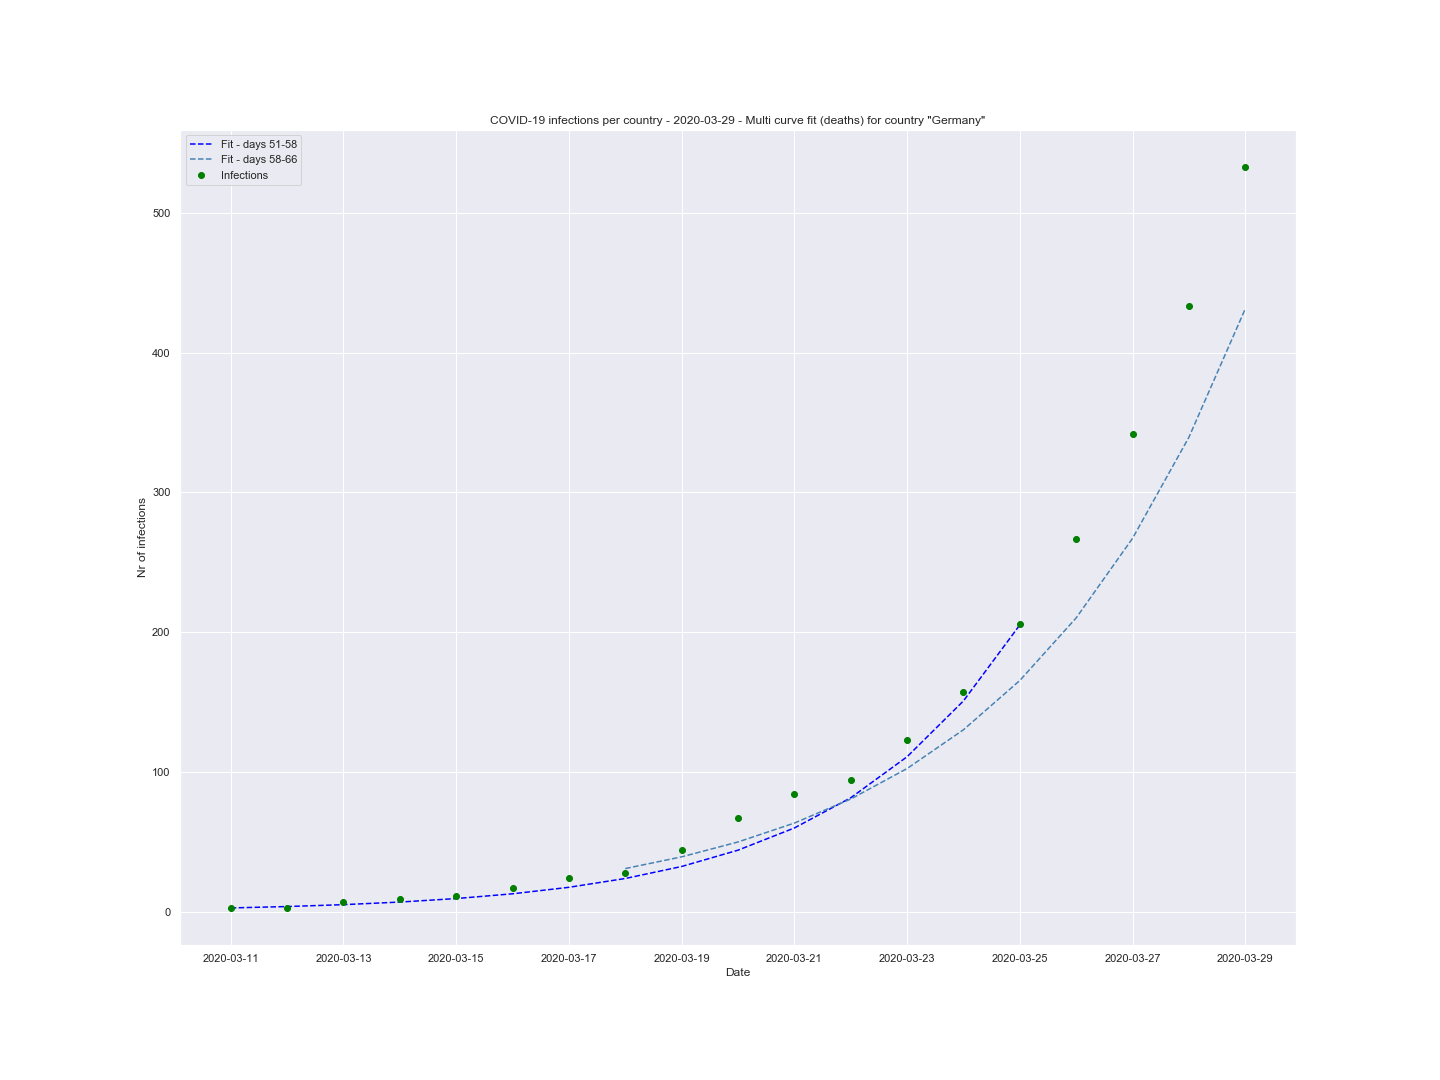 COVID-19 infections per country - 2020-03-29 - Multi curve fit (deaths) for country "Germany"
Fit - days 51-58
Fit - days 58-66
Infections
500
400
300
200
100
0
Nr of infections
2020-03-11 2020-03-13 2020-03-15 2020-03-17 2020-03-19 2020-03-21 2020-03-23 2020-03-25 2020-03-27 2020-03-29
Date